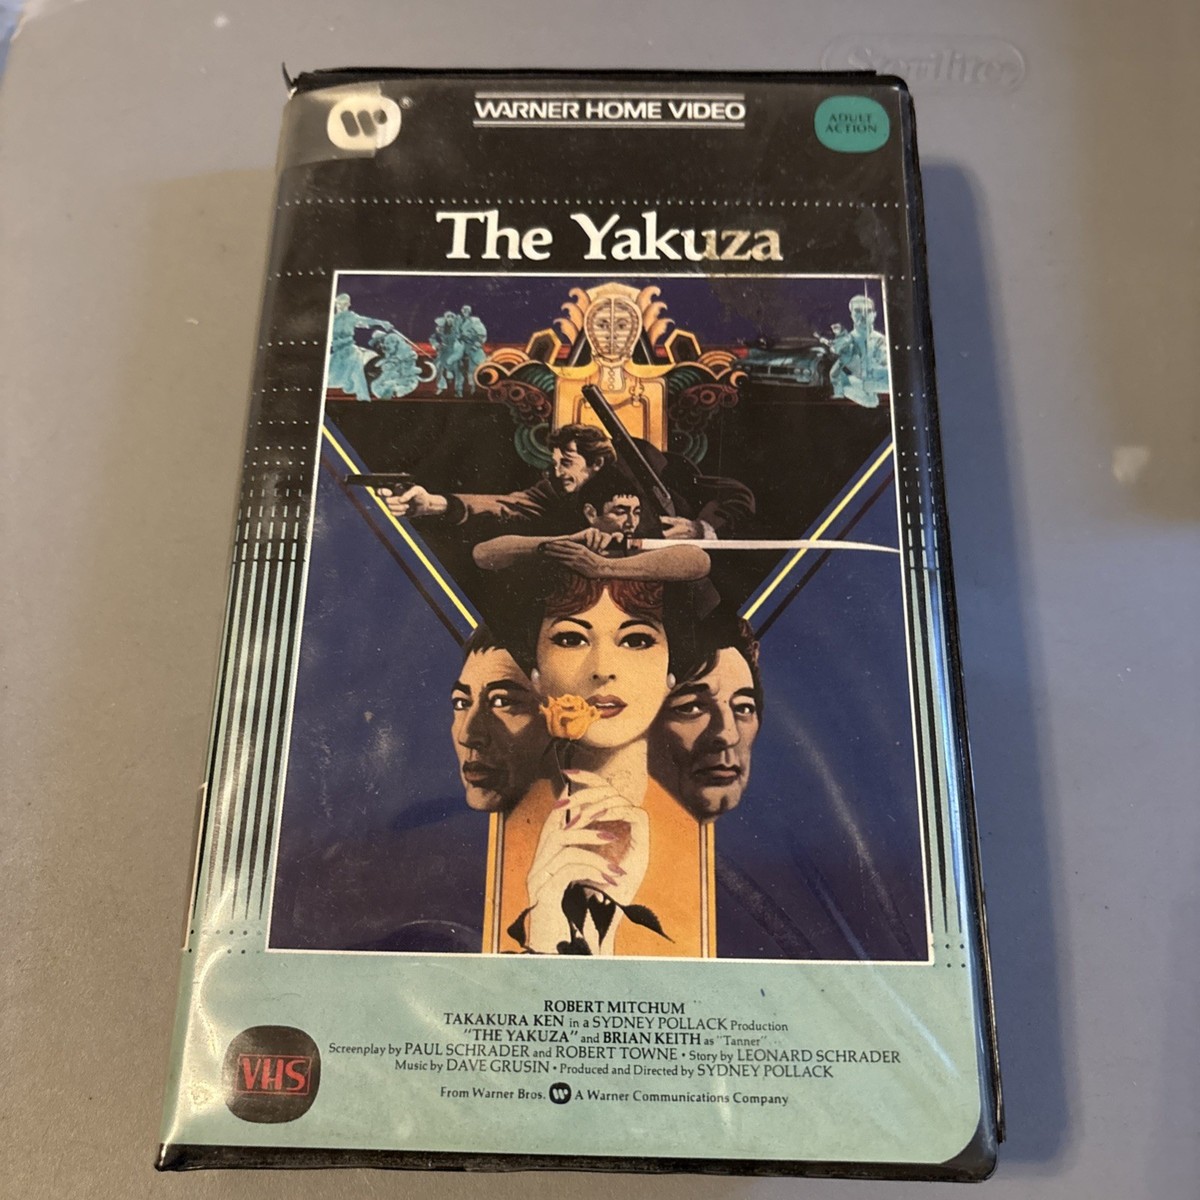 Sterilite
WARNER HOME VIDEO
ADULT
ACTION
The Yakuza
ROBERT MITCHUM
TAKAKURA KEN in a SYDNEY POLLACK Production
"THE YAKUZA" and BRIAN KEITH as "Tanner"
Screenplay by PAUL SCHRADER and ROBERT TOWNE • Story by LEONARD SCHRADER
Music by DAVE GRUSIN • Produced and Directed by SYDNEY POLLACK
From Warner Bros. A Warner Communications Company
VHS